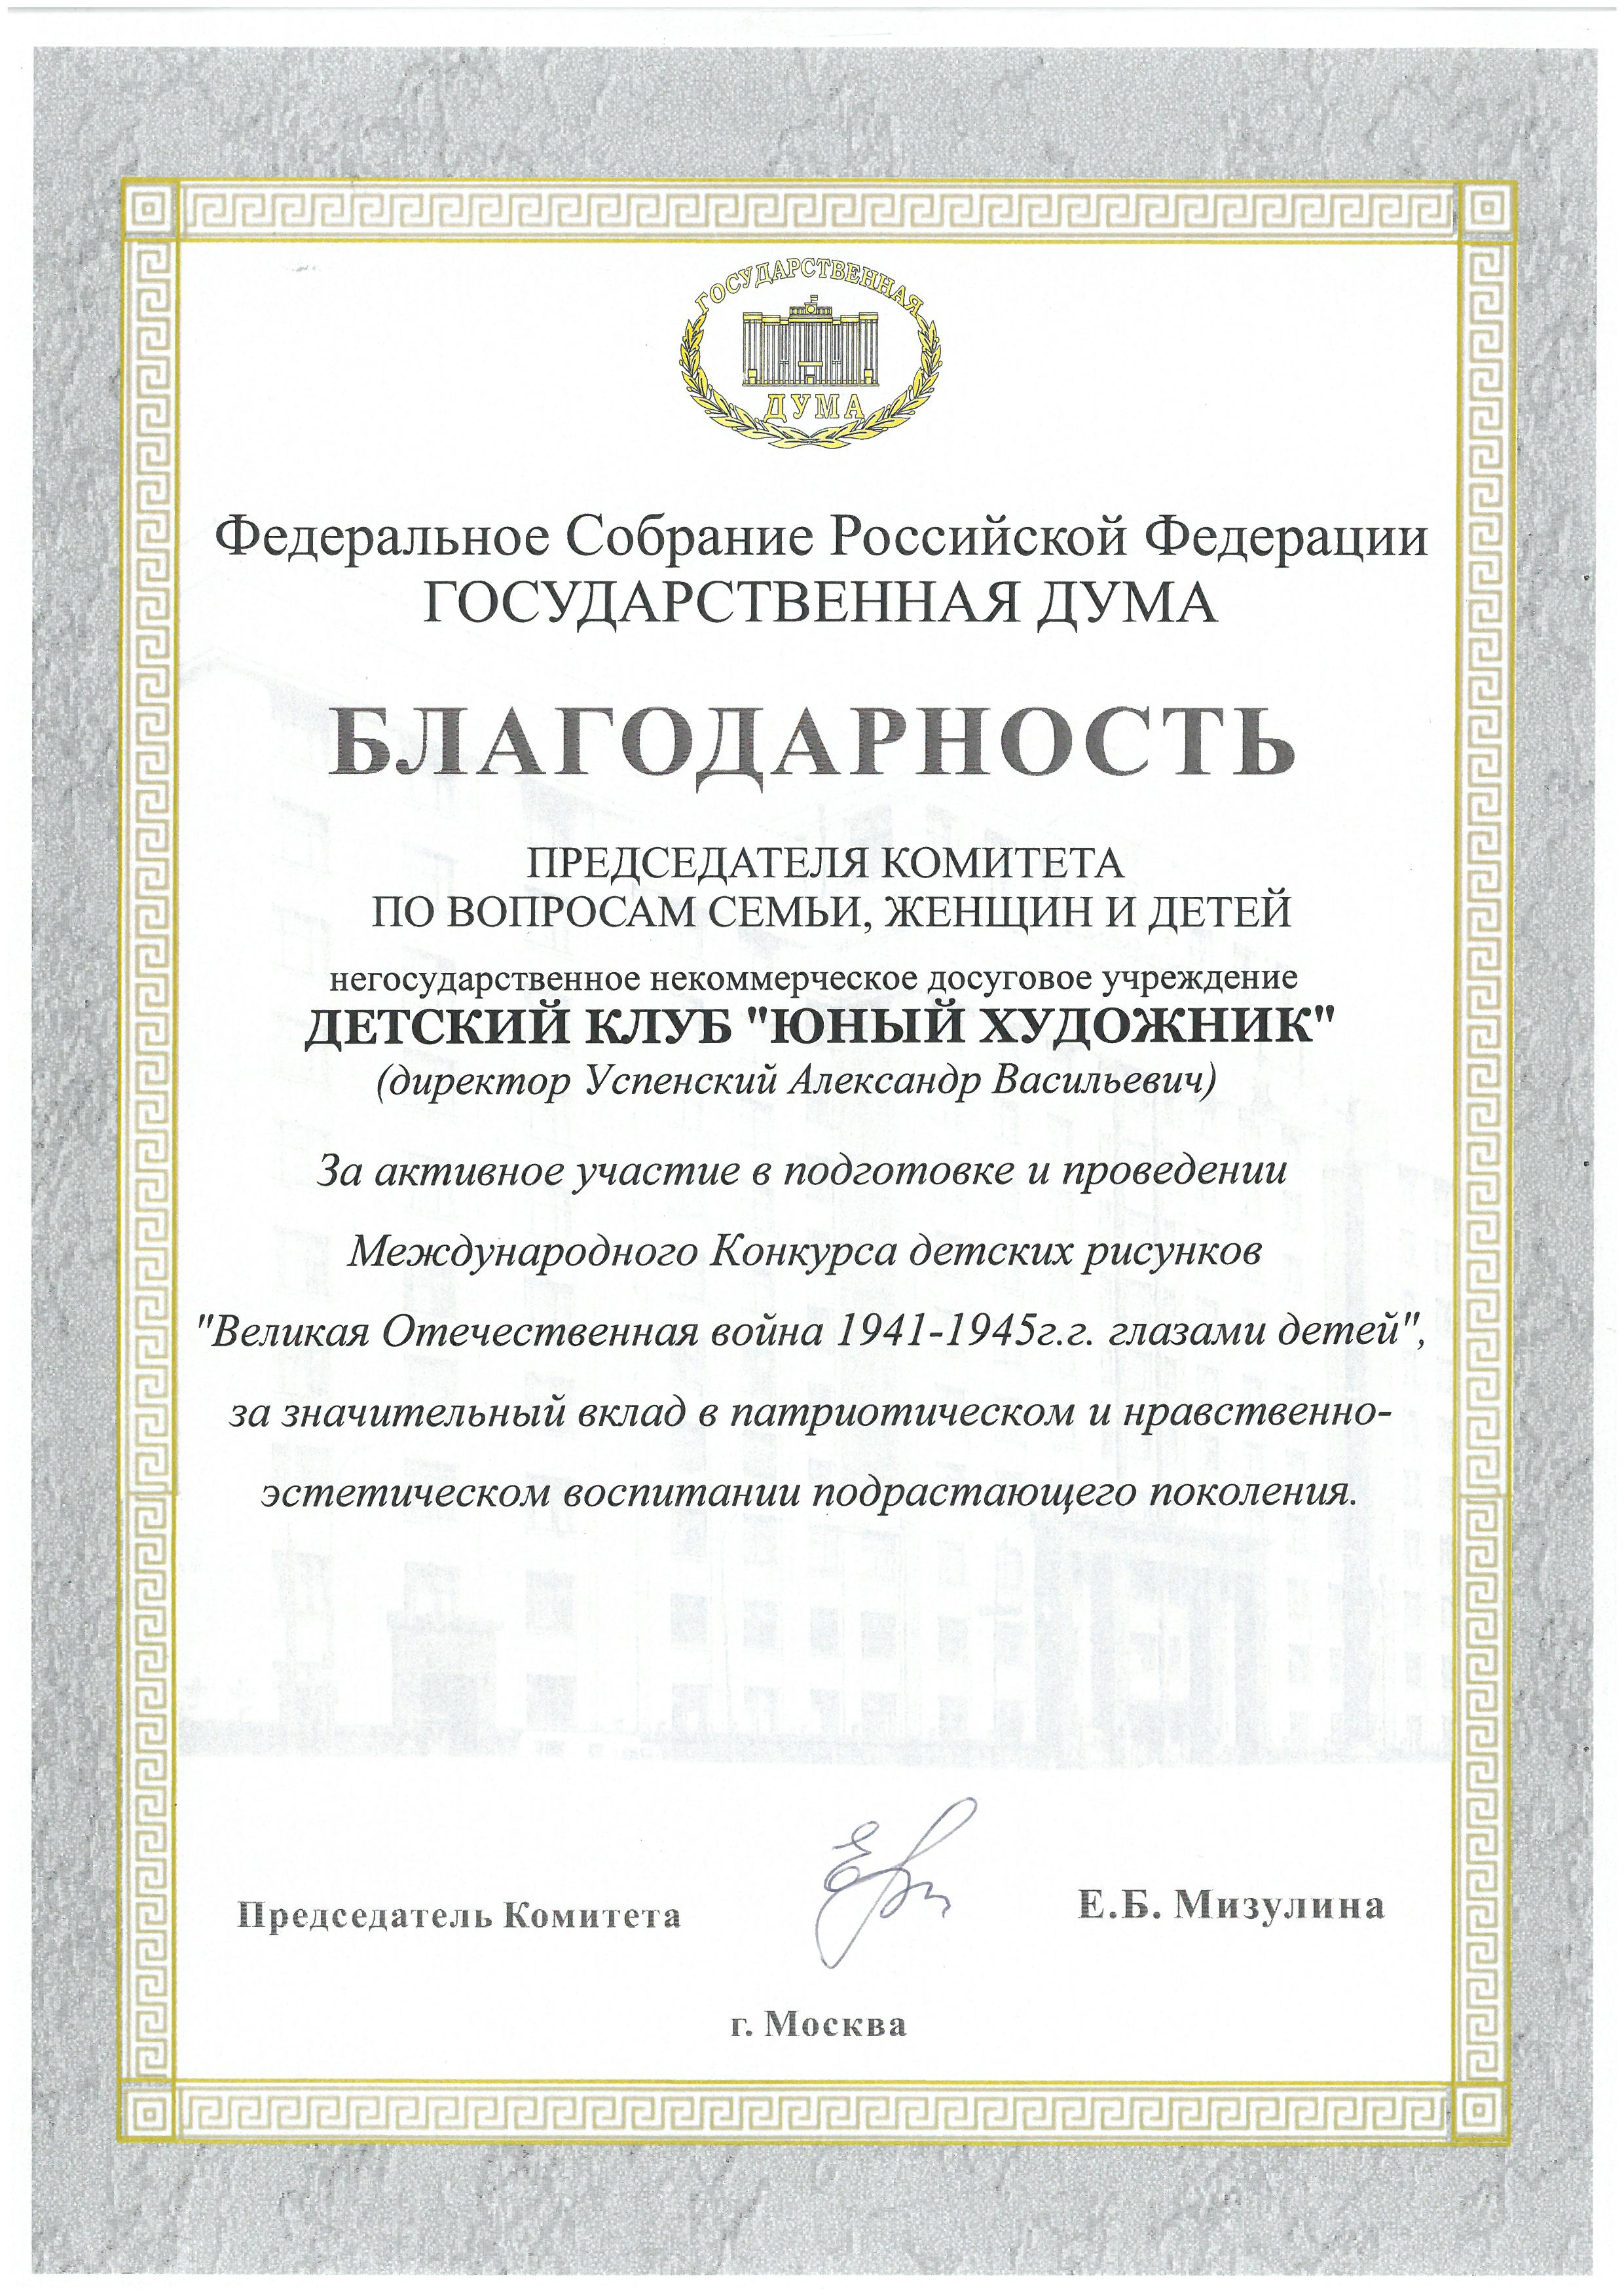 ГОСУДАРСТВЕННАЯ
ДУМА
Федеральное Собрание Российской Федерации
ГОСУДАРСТВЕННАЯ ДУМА
БЛАГОДАРНОСТЬ
ПРЕДСЕДАТЕЛЯ КОМИТЕТА
ПО ВОПРОСАМ СЕМЬИ, ЖЕНЩИН И ДЕТЕЙ
негосударственное некоммерческое досуговое учреждение
ДЕТСКИЙ КЛУБ "ЮНЫЙ ХУДОЖНИК"
(директор Успенский Александр Васильевич)
За активное участие в подготовке и проведении
Международного Конкурса детских рисунков
"Великая Отечественная война 1941-1945г.г. глазами детей",
за значительный вклад в патриотическом и нравственно-
эстетическом воспитании подрастающего поколения.
Председатель Комитета
Е.Б. Мизулина
г. Москва